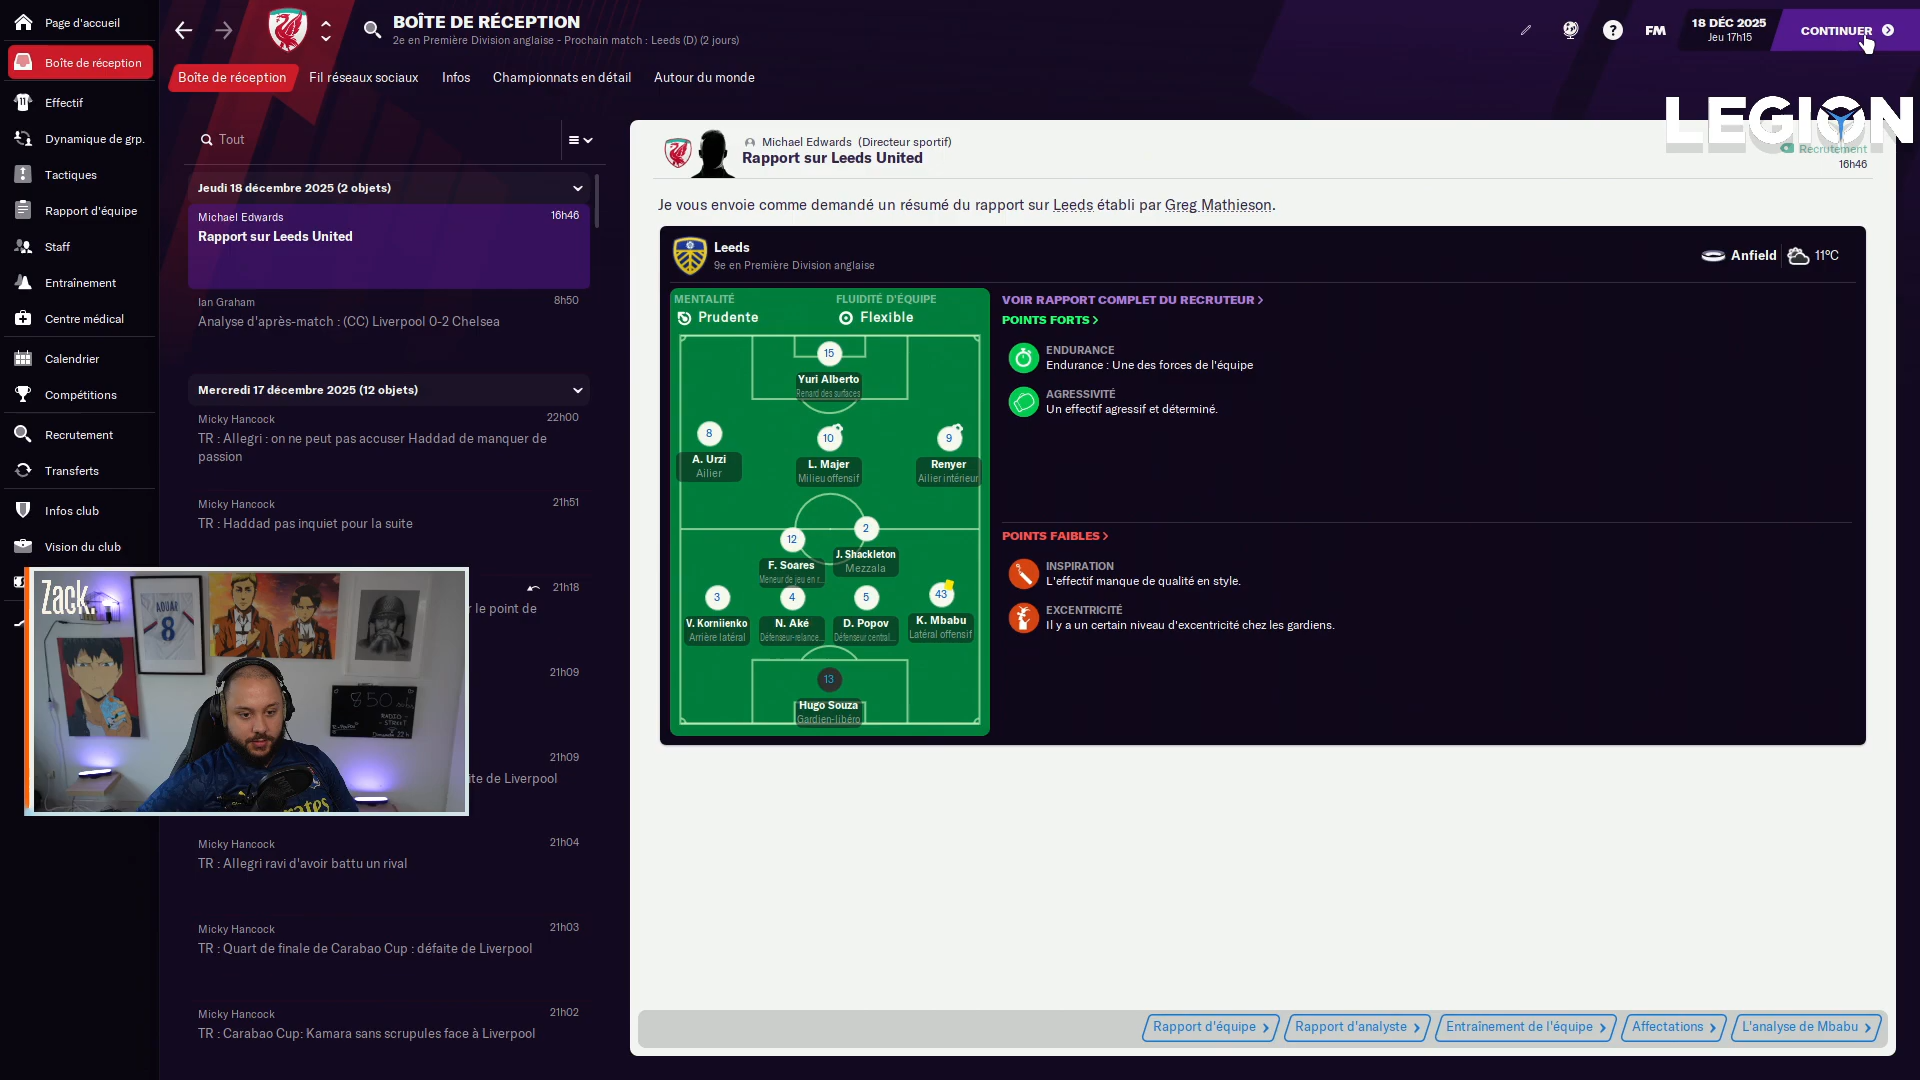 Page d'accueil
Boîte de réception
Effectif
Dynamique de grp.
Tactiques
Rapport d'équipe
Staff
Entraînement
Centre médical
Calendrier
Compétitions
Recrutement
Transferts
Infos club
Vision du club
BOÎTE DE RÉCEPTION
2e en Première Division anglaise - Prochain match : Leeds (D) (2 jours)
FM
18 DÉC 2025
Jeu 17h15
CONTINUER
Boîte de réception
Fil réseaux sociaux
Infos
Championnats en détail
Autour du monde
LEGION
Tout
Jeudi 18 décembre 2025 (2 objets)
Michael Edwards 16h46
Rapport sur Leeds United
Ian Graham 8h50
Analyse d'après-match : (CC) Liverpool 0-2 Chelsea
Mercredi 17 décembre 2025 (12 objets)
Micky Hancock 22h00
TR : Allegri : on ne peut pas accuser Haddad de manquer de
passion
Micky Hancock 21h51
TR : Haddad pas inquiet pour la suite
21h18
le point de
21h09
21h09
ite de Liverpool
Micky Hancock 21h04
TR : Allegri ravi d'avoir battu un rival
Micky Hancock 21h03
TR : Quart de finale de Carabao Cup : défaite de Liverpool
Micky Hancock 21h02
TR : Carabao Cup: Kamara sans scrupules face à Liverpool
Zack.
AOUAR
8
850
RADIO
STREET
Michael Edwards (Directeur sportif)
Rapport sur Leeds United
Recrutement
16h46
Je vous envoie comme demandé un résumé du rapport sur Leeds établi par Greg Mathieson.
Leeds
9e en Première Division anglaise
Anfield
11°C
MENTALITÉ
Prudente
FLUIDITÉ D'ÉQUIPE
Flexible
15
Yuri Alberto
Renard des surfaces
8
A. Urzi
Ailier
10
L. Majer
Milieu offensif
9
Renyer
Ailier intérieur
12
F. Soares
Meneur de jeu en r...
2
J. Shackleton
Mezzala
3
V. Korniienko
Arrière latéral
4
N. Aké
Défenseur-relance...
5
D. Popov
Défenseur central...
43
K. Mbabu
Latéral offensif
13
Hugo Souza
Gardien-libéro
VOIR RAPPORT COMPLET DU RECRUTEUR >
POINTS FORTS >
ENDURANCE
Endurance : Une des forces de l'équipe
AGRESSIVITÉ
Un effectif agressif et déterminé.
POINTS FAIBLES >
INSPIRATION
L'effectif manque de qualité en style.
EXCENTRICITÉ
Il y a un certain niveau d'excentricité chez les gardiens.
Rapport d'équipe >
Rapport d'analyste >
Entraînement de l'équipe >
Affectations >
L'analyse de Mbabu >